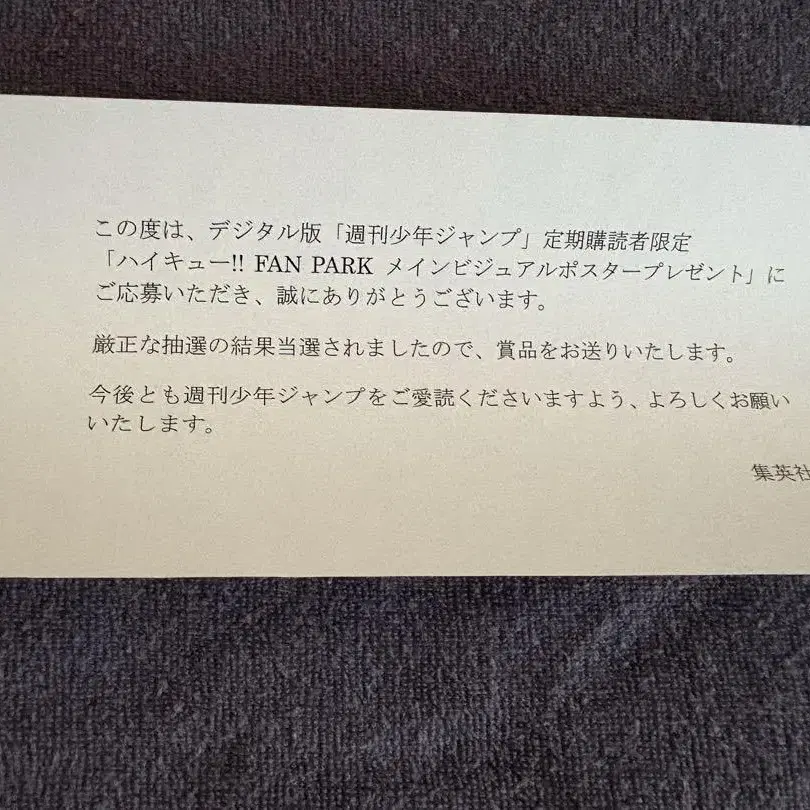 この度は、デジタル版「週刊少年ジャンプ」定期購読者限定
「ハイキュー!! FAN PARK メインビジュアルポスタープレゼント」に
ご応募いただき、誠にありがとうございます。
厳正な抽選の結果当選されましたので、賞品をお送りいたします。
今後とも週刊少年ジャンプをご愛読くださいますよう、よろしくお願い
いたします。
集英社